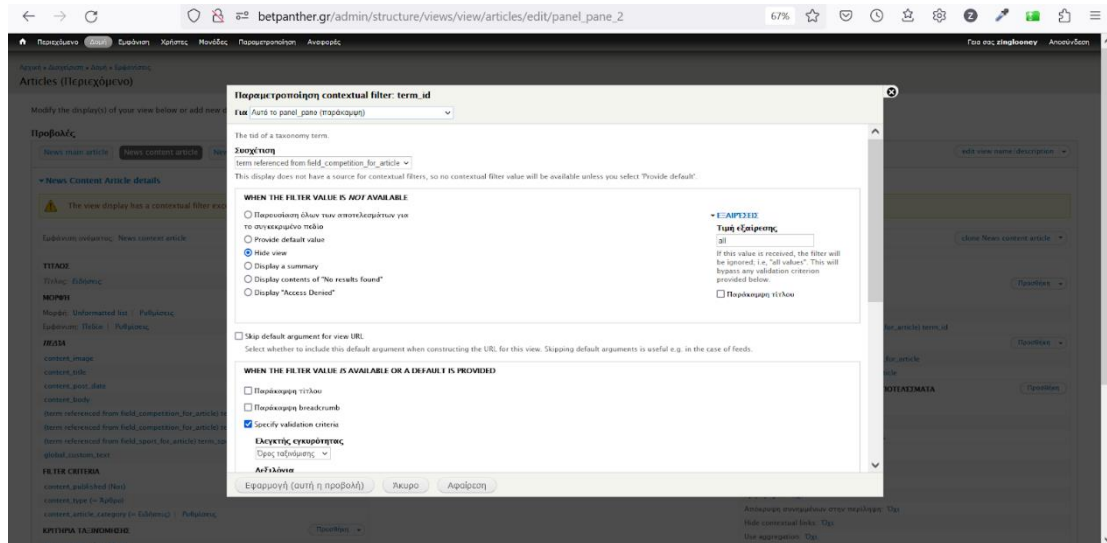 betpanther.gr/admin/structure/views/view/articles/edit/panel_pane_2
67%
Περιεχόμενο Δομή Εμφάνιση Χρήστες Μονάδες Παραμετροποίηση Αναφορές
Γεια σας zinglooney Αποσύνδεση
Articles (Περιεχόμενο)
Modify the display(s) of your view below or add new d
Προβολές
News main article News content article
edit view name/description
News Content Article details
The view display has a contextual filter exc
News content article
clone News content article
ΤΙΤΛΟΣ
Τίτλος: Ειδήσεις
Προσθήκη
ΜΟΡΦΗ
Μορφή: Unformatted list | Ρυθμίσεις
Εμφάνιση: Πεδία | Ρυθμίσεις
ΠΕΔΙΑ
Προσθήκη
content_image
content_title
content_post_date
content_body
(term referenced from field_competition_for_article) te
(term referenced from field_competition_for_article) te
(term referenced from field_sport_for_article) term_sp
global_custom_text
FILTER CRITERIA
content_published (Ναι)
content_type (= Άρθρο)
content_article_category (= Ειδήσεις) | Ρυθμίσεις
ΚΡΙΤΗΡΙΑ ΤΑΞΙΝΟΜΗΣΗΣ
Προσθήκη
Παραμετροποίηση contextual filter: term_id
Για Αυτό το panel_pane (παράκαμψη)
The tid of a taxonomy term.
Συσχέτιση
term referenced from field_competition_for_article
This display does not have a source for contextual filters, so no contextual filter value will be available unless you select 'Provide default'.
WHEN THE FILTER VALUE IS NOT AVAILABLE
Παρουσίαση όλων των αποτελεσμάτων για
το συγκεκριμένο πεδίο
Provide default value
Hide view
Display a summary
Display contents of "No results found"
Display "Access Denied"
ΕΞΑΙΡΕΣΕΙΣ
Τιμή εξαίρεσης
all
If this value is received, the filter will
be ignored; i.e, "all values". This will
bypass any validation criterion
provided below.
Παράκαμψη τίτλου
Skip default argument for view URL
Select whether to include this default argument when constructing the URL for this view. Skipping default arguments is useful e.g. in the case of feeds.
WHEN THE FILTER VALUE IS AVAILABLE OR A DEFAULT IS PROVIDED
Παράκαμψη τίτλου
Παράκαμψη breadcrumb
Specify validation criteria
Ελεγκτής εγκυρότητας
Όρος ταξινόμησης
Λεξιλόγια
Εφαρμογή (αυτή η προβολή) Άκυρο Αφαίρεση
for_article) term_id
for_article
Προσθήκη
Hide contextual links: Όχι
Use aggregation: Όχι